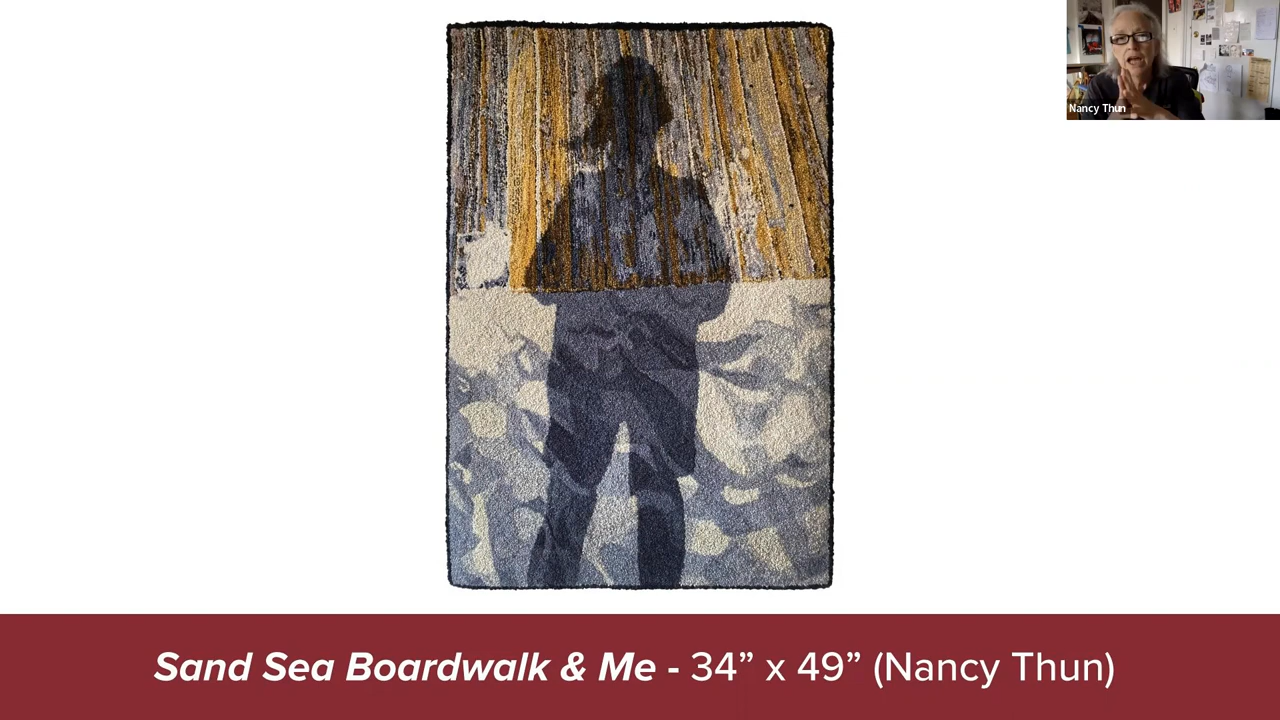 Nancy Thun
Sand Sea Boardwalk & Me - 34” x 49” (Nancy Thun)